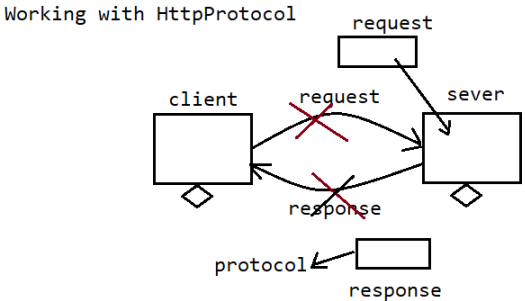 Working with HttpProtocol
request
client
request
sever
response
protocol
response